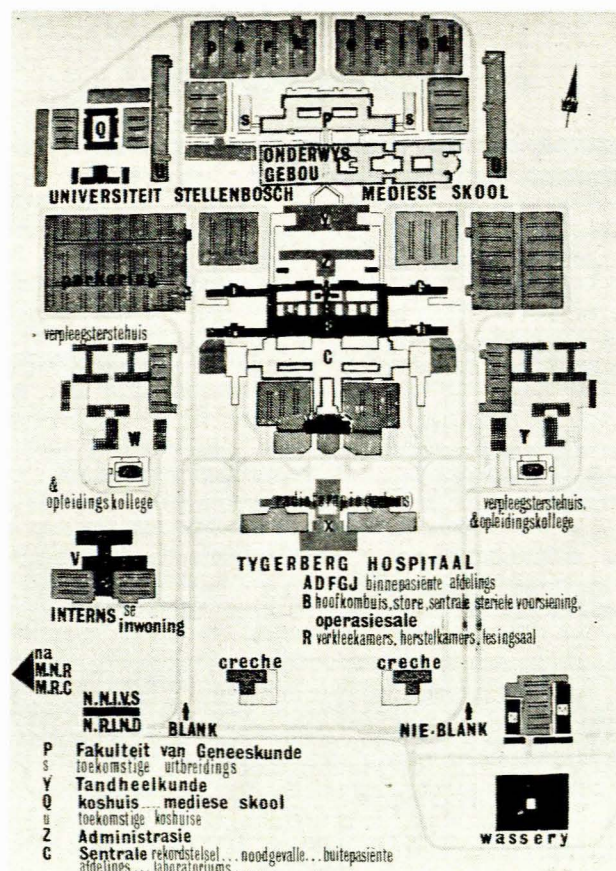 PARK
S
P
S
Q
ONDERWYS
GEBOU
UNIVERSITEIT STELLENBOSCH MEDIESE SKOOL
Y
Z
parkering
verpleegsterstehuis
C
W
T
& opleidingskollege
X
verpleegsterstehuis.
& opleidingskollege
V
TYGERBERG HOSPITAAL
A D F G J binnepasiënte afdelings
B hoofkombuis, store, sentrale steriele voorsiening,
operasiesale
R verkleekamers, herstelkamers, lesingsaal
INTERNS se
inwoning
creche
creche
na
M.N.R
M.R.C
N.N.I.V.S
N.R.I.N.D
BLANK
NIE-BLANK
P Fakulteit van Geneeskunde
s toekomstige uitbreidings
Y Tandheelkunde
Q koshuis ... mediese skool
u toekomstige koshuise
Z Administrasie
C Sentrale rekordstelsel ... noodgevalle ... buitepasiënte
afdelings ... laboratoriums
wassery